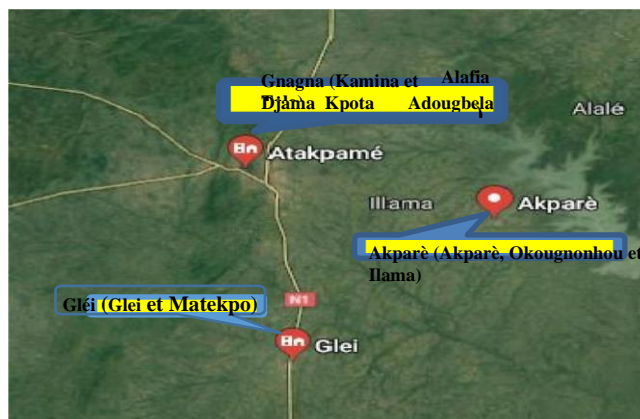 Gnagna (Kamina et Alafia
Djama Kpota Adougbela
Alalé
Atakpamé
Illama
Akparè
Akparè (Akparè, Okougnonhou et
Ilama)
N1
Gléi (Glei et Matekpo)
Glei